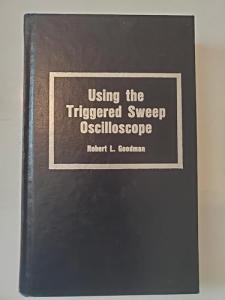 Using the
Triggered Sweep
Oscilloscope
Robert L. Goodman